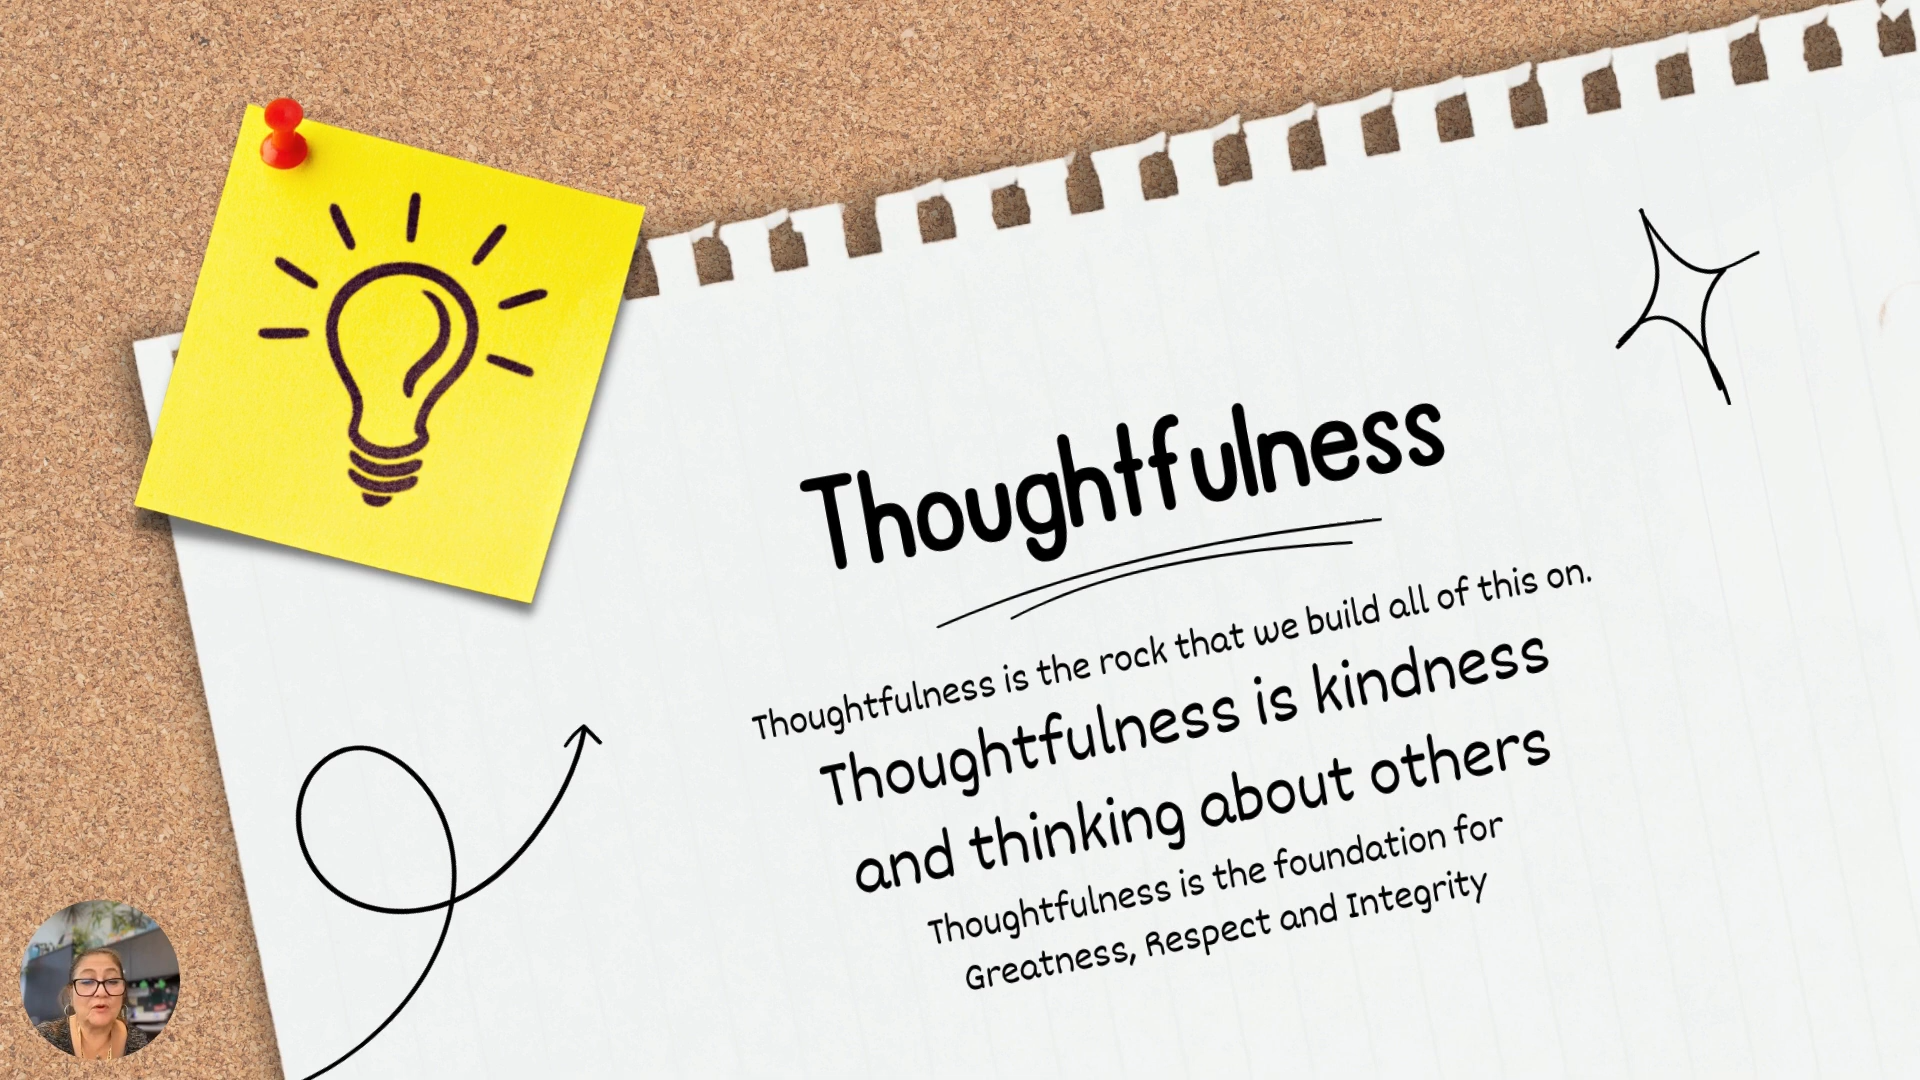 Thoughtfulness
Thoughtfulness is the rock that we build all of this on.
Thoughtfulness is kindness
and thinking about others
Thoughtfulness is the foundation for
Greatness, Respect and Integrity